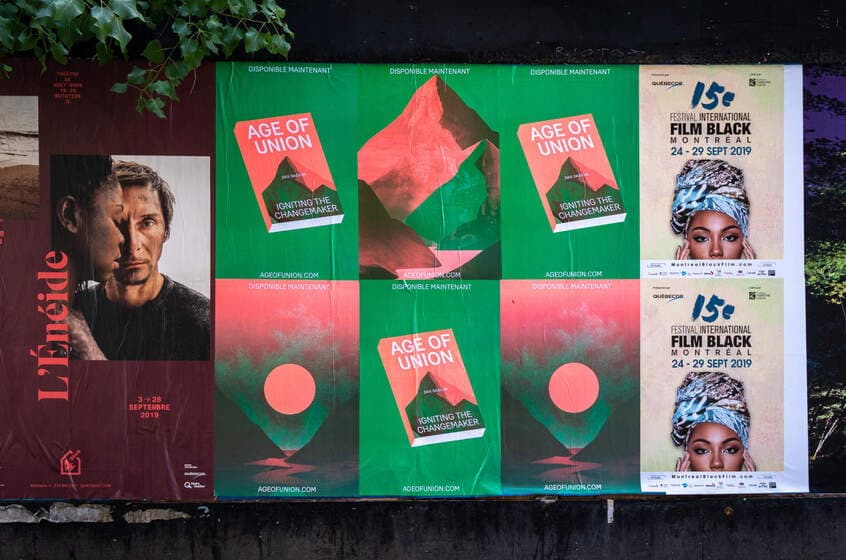 THÉÂTRE
L'Énéide
3→28
SEPTEMBRE
2019
DISPONIBLE MAINTENANT
AGE OF
UNION
IGNITING THE
CHANGEMAKER
AGEOFUNION.COM
DISPONIBLE MAINTENANT
AGEOFUNION.COM
DISPONIBLE MAINTENANT
AGE OF
UNION
IGNITING THE
CHANGEMAKER
AGEOFUNION.COM
QUÉBECOR
15e
FESTIVAL INTERNATIONAL
FILM BLACK
MONTRÉAL
24 - 29 SEPT 2019
MontrealBlackFilm.com
DISPONIBLE MAINTENANT
AGEOFUNION.COM
DISPONIBLE MAINTENANT
AGE OF
UNION
IGNITING THE
CHANGEMAKER
AGEOFUNION.COM
DISPONIBLE MAINTENANT
AGEOFUNION.COM
QUÉBECOR
15e
FESTIVAL INTERNATIONAL
FILM BLACK
MONTRÉAL
24 - 29 SEPT 2019
MontrealBlackFilm.com